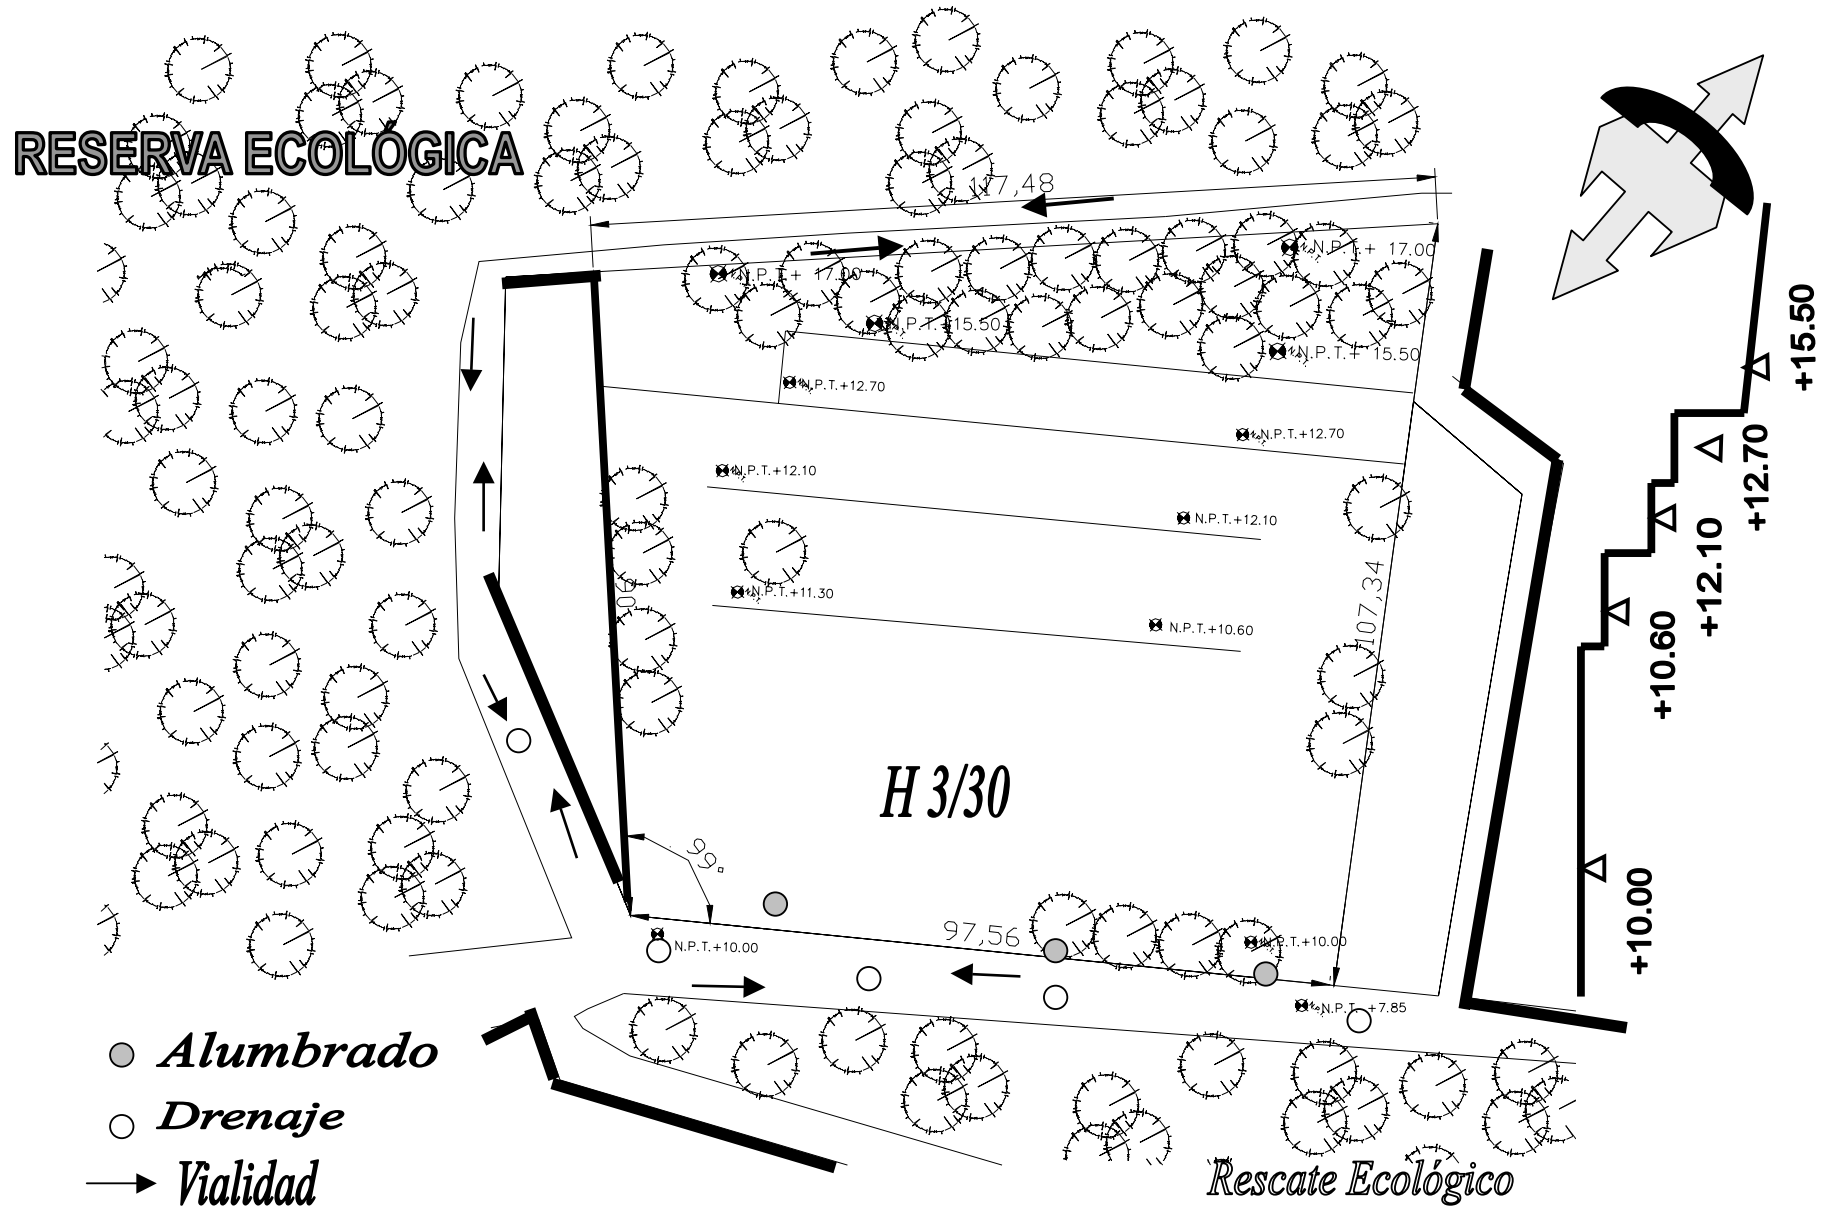 RESERVA ECOLÓGICA
117,48
N.P.T.+ 17.00
N.P.T.+ 17.00
N.P.T.+15.50
N.P.T.+ 15.50
N.P.T.+12.70
N.P.T.+12.70
N.P.T.+12.10
N.P.T.+12.10
N.P.T.+11.30
N.P.T.+10.60
107,34
H 3/30
99°
97,56
N.P.T.+10.00
N.P.T.+10.00
N.P.T. +7.85
+15.50
+12.70
+12.10
+10.60
+10.00
Alumbrado
Drenaje
Vialidad
Rescate Ecológico